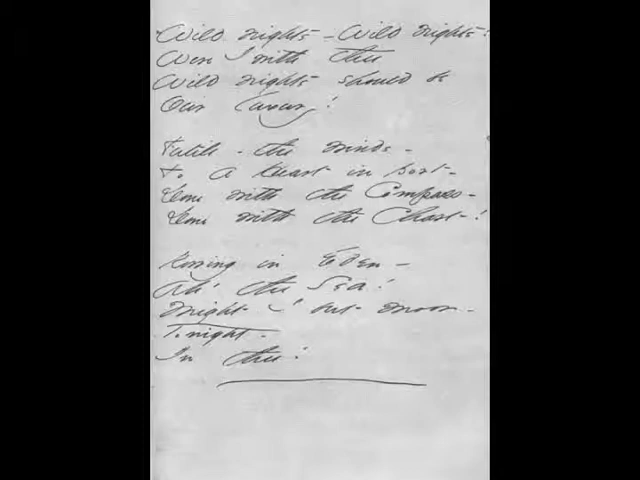 Wild nights - Wild nights!
Were I with thee
Wild nights should be
Our luxury!
Futile - the winds -
To a Heart in port -
Done with the Compass -
Done with the Chart!
Rowing in Eden -
Ah! the Sea!
Might I but moor -
Tonight -
In thee!